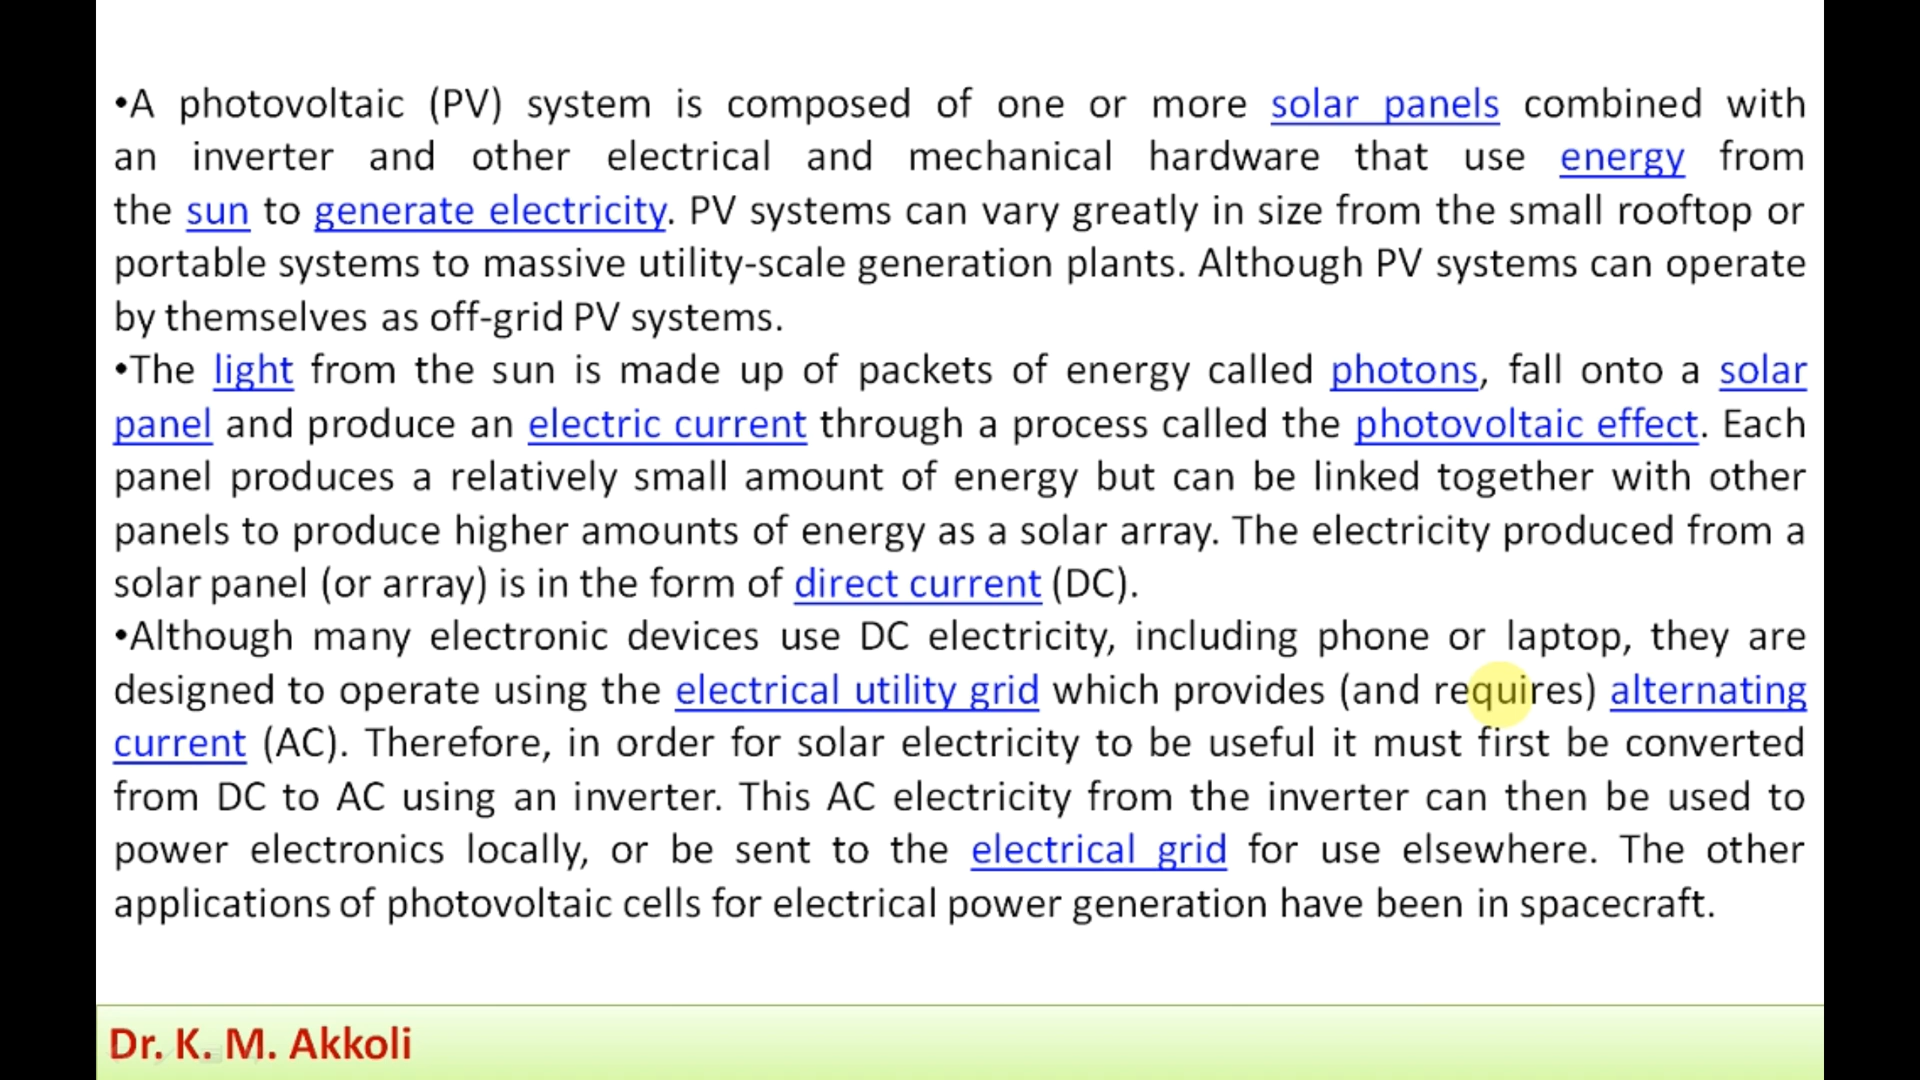 •A photovoltaic (PV) system is composed of one or more solar panels combined with
an inverter and other electrical and mechanical hardware that use energy from
the sun to generate electricity. PV systems can vary greatly in size from the small rooftop or
portable systems to massive utility-scale generation plants. Although PV systems can operate
by themselves as off-grid PV systems.
•The light from the sun is made up of packets of energy called photons, fall onto a solar
panel and produce an electric current through a process called the photovoltaic effect. Each
panel produces a relatively small amount of energy but can be linked together with other
panels to produce higher amounts of energy as a solar array. The electricity produced from a
solar panel (or array) is in the form of direct current (DC).
•Although many electronic devices use DC electricity, including phone or laptop, they are
designed to operate using the electrical utility grid which provides (and requires) alternating
current (AC). Therefore, in order for solar electricity to be useful it must first be converted
from DC to AC using an inverter. This AC electricity from the inverter can then be used to
power electronics locally, or be sent to the electrical grid for use elsewhere. The other
applications of photovoltaic cells for electrical power generation have been in spacecraft.
Dr. K. M. Akkoli